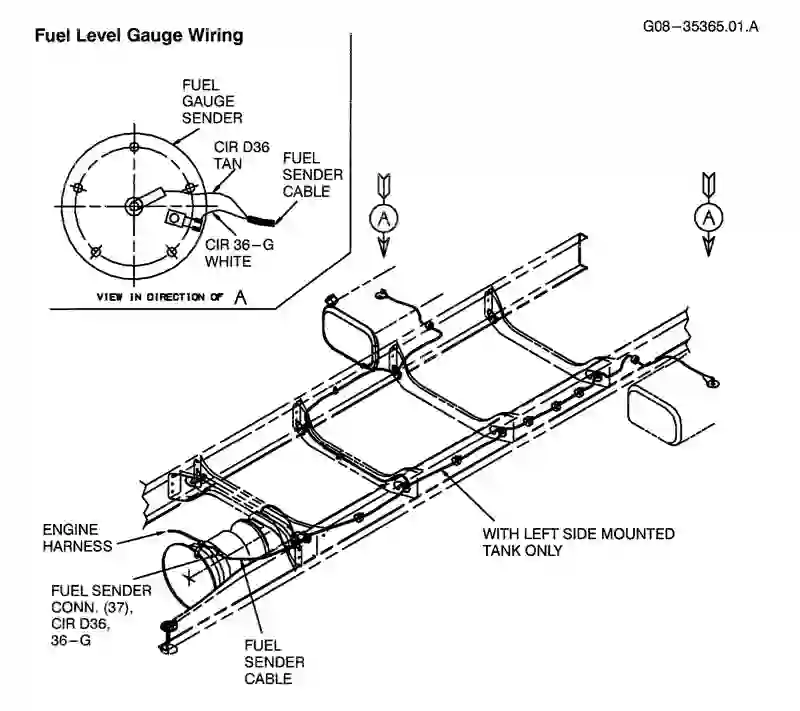 Fuel Level Gauge Wiring
G08-35365.01.A
FUEL
GAUGE
SENDER
CIR D36
TAN
FUEL
SENDER
CABLE
CIR 36-G
WHITE
VIEW IN DIRECTION OF A
A
A
ENGINE
HARNESS
WITH LEFT SIDE MOUNTED
TANK ONLY
FUEL SENDER
CONN. (37),
CIR D36,
36-G
FUEL
SENDER
CABLE